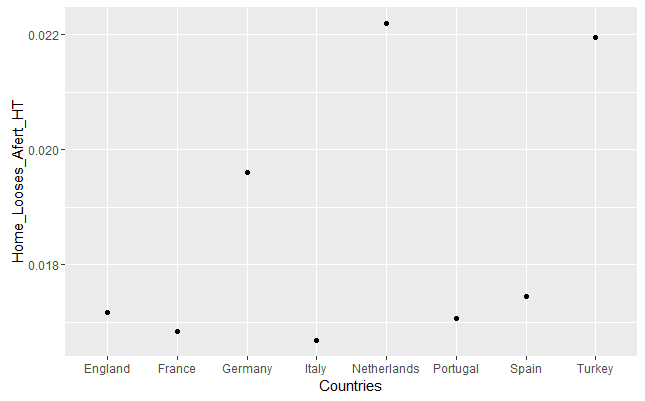 Home_Looses_Afert_HT
0.022
0.020
0.018
England France Germany Italy Netherlands Portugal Spain Turkey
Countries